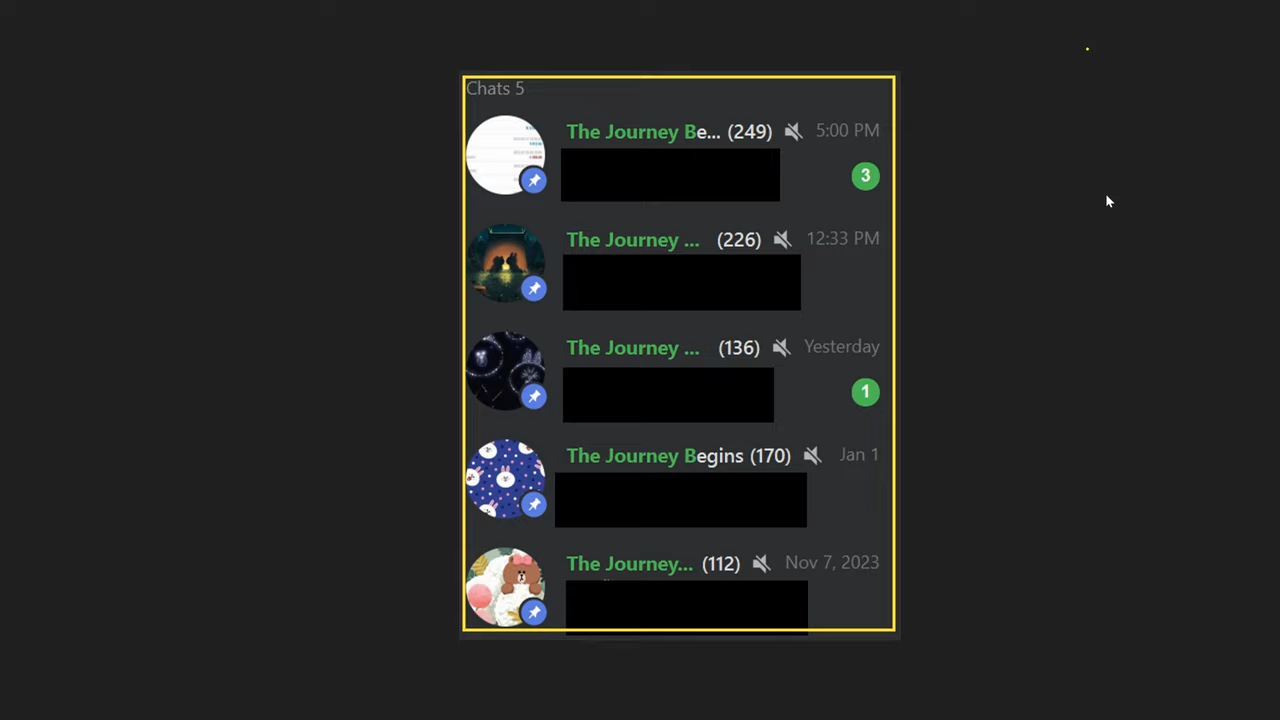 Chats 5
The Journey Be... (249) 5:00 PM
3
The Journey ... (226) 12:33 PM
The Journey ... (136) Yesterday
1
The Journey Begins (170) Jan 1
The Journey... (112) Nov 7, 2023